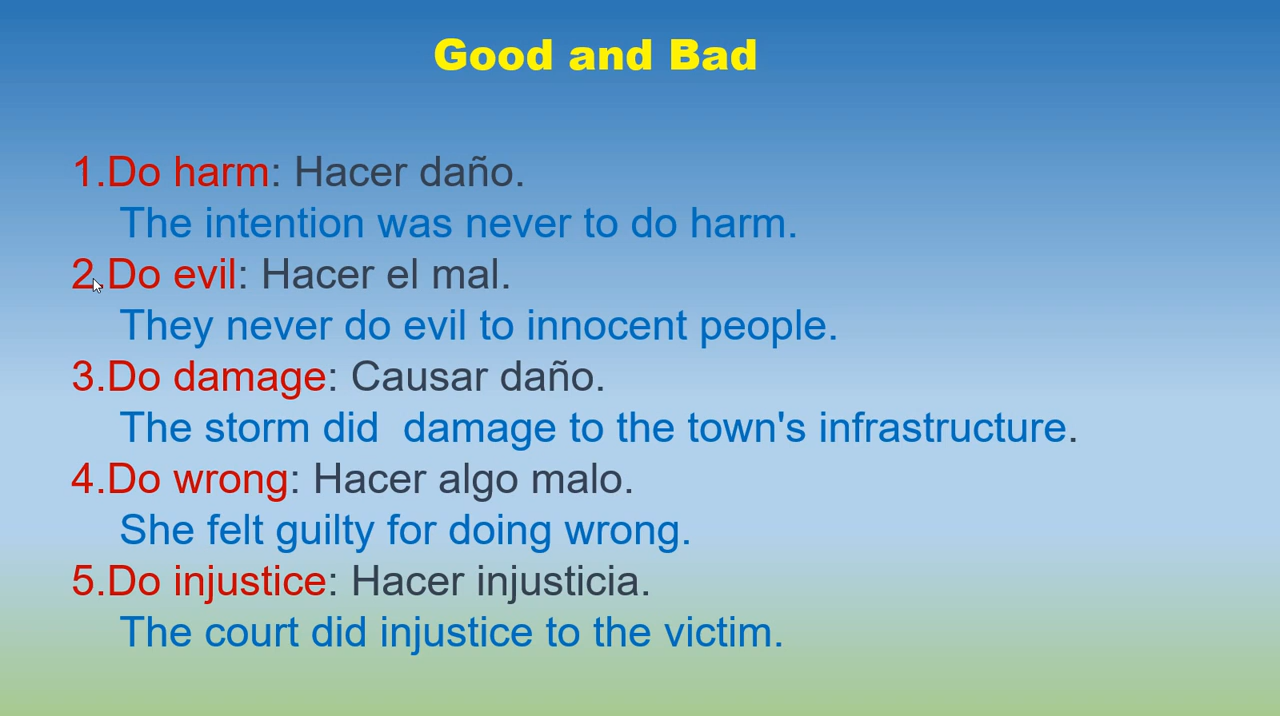 Good and Bad
1.Do harm: Hacer daño.
The intention was never to do harm.
2.Do evil: Hacer el mal.
They never do evil to innocent people.
3.Do damage: Causar daño.
The storm did  damage to the town's infrastructure.
4.Do wrong: Hacer algo malo.
She felt guilty for doing wrong.
5.Do injustice: Hacer injusticia.
The court did injustice to the victim.